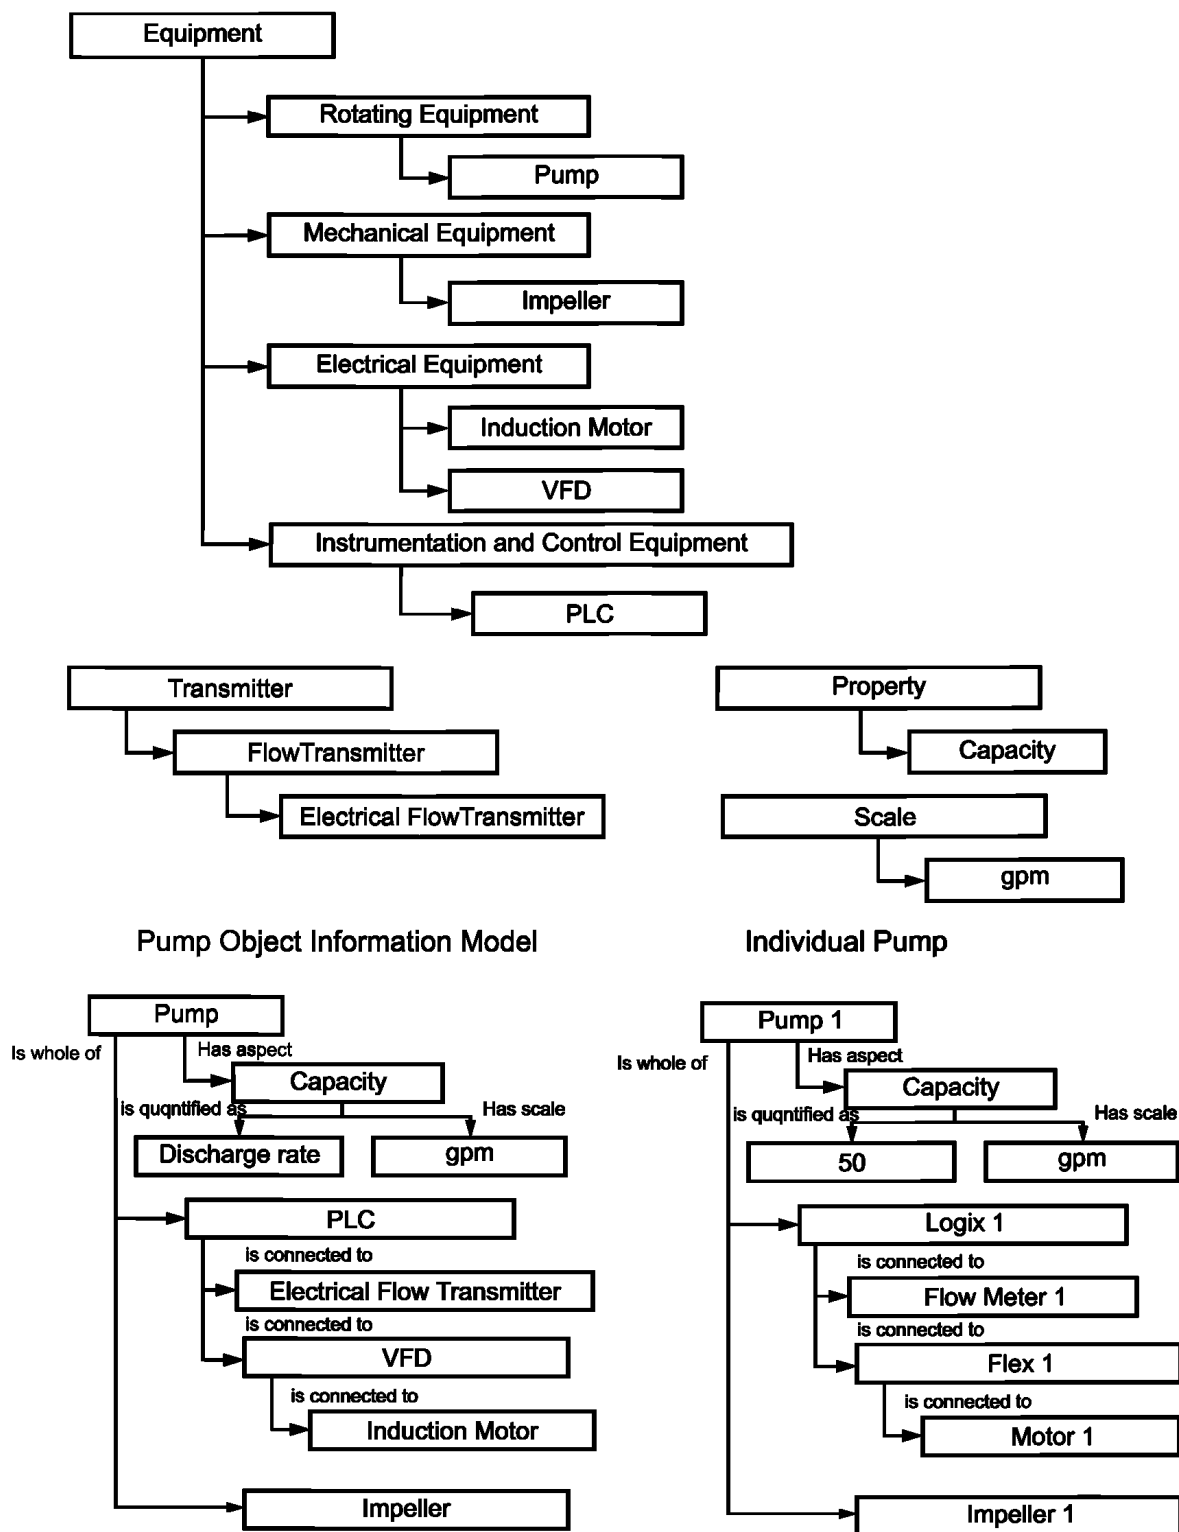 Equipment
Rotating Equipment
Pump
Mechanical Equipment
Impeller
Electrical Equipment
Induction Motor
VFD
Instrumentation and Control Equipment
PLC
Transmitter
FlowTransmitter
Electrical FlowTransmitter
Property
Capacity
Scale
gpm
Pump Object Information Model
Pump
Is whole of
Has aspect
Capacity
is quqntified as
Has scale
Discharge rate
gpm
PLC
is connected to
Electrical Flow Transmitter
is connected to
VFD
is connected to
Induction Motor
Impeller
Individual Pump
Pump 1
Is whole of
Has aspect
Capacity
is quqntified as
Has scale
50
gpm
Logix 1
is connected to
Flow Meter 1
is connected to
Flex 1
is connected to
Motor 1
Impeller 1